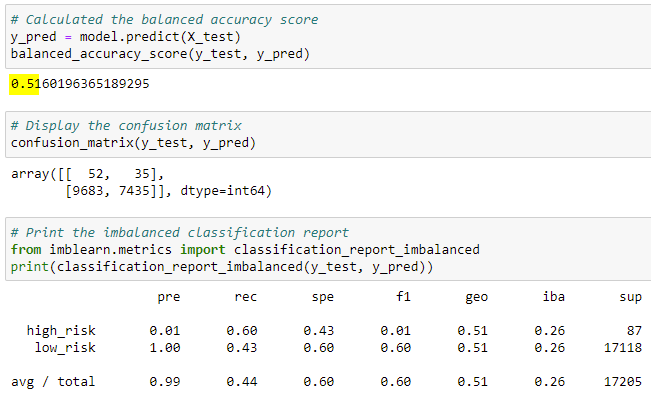 # Calculated the balanced accuracy score
y_pred = model.predict(X_test)
balanced_accuracy_score(y_test, y_pred)
0.5160196365189295
# Display the confusion matrix
confusion_matrix(y_test, y_pred)
array([[  52,   35],
       [9683, 7435]], dtype=int64)
# Print the imbalanced classification report
from imblearn.metrics import classification_report_imbalanced
print(classification_report_imbalanced(y_test, y_pred))
pre rec spe f1 geo iba sup
high_risk 0.01 0.60 0.43 0.01 0.51 0.26 87
low_risk 1.00 0.43 0.60 0.60 0.51 0.26 17118
avg / total 0.99 0.44 0.60 0.60 0.51 0.26 17205